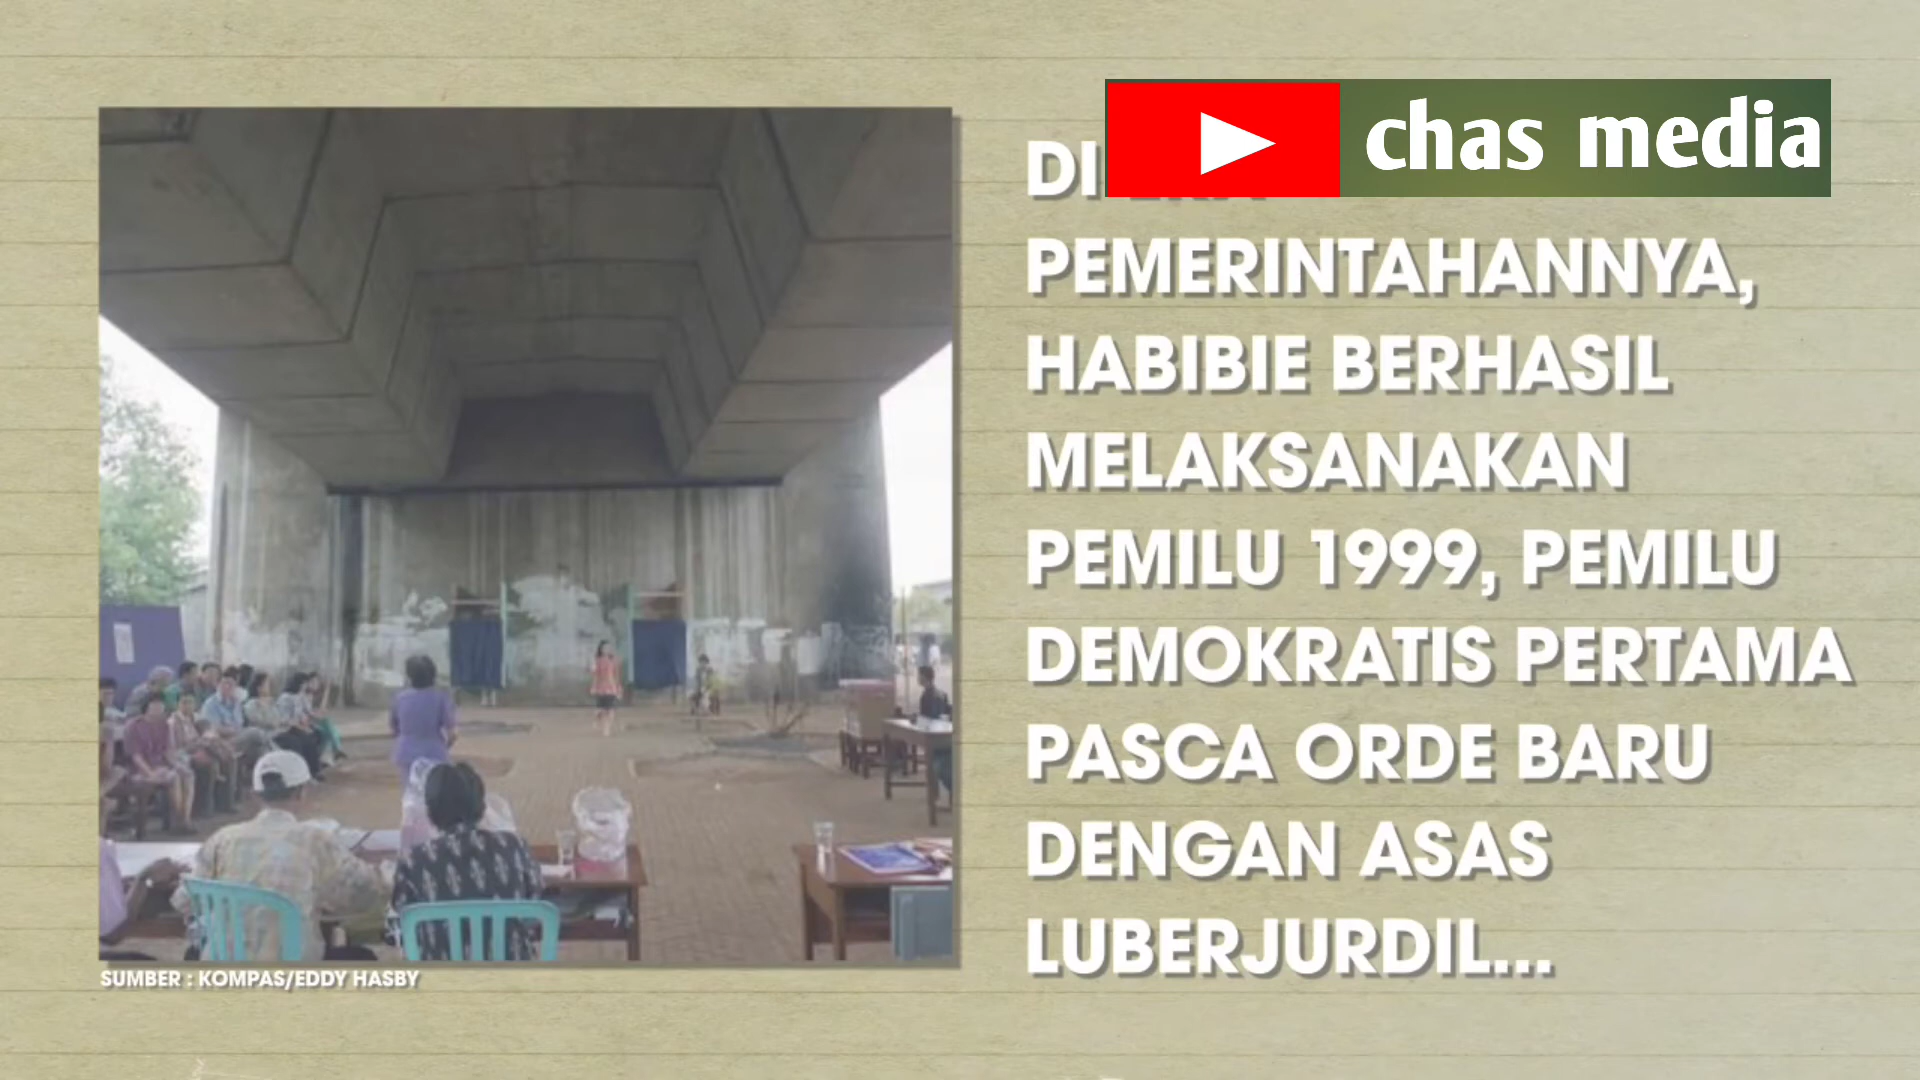 chas media
DI
PEMERINTAHANNYA,
HABIBIE BERHASIL
MELAKSANAKAN
PEMILU 1999, PEMILU
DEMOKRATIS PERTAMA
PASCA ORDE BARU
DENGAN ASAS
LUBERJURDIL...
SUMBER : KOMPAS/EDDY HASBY